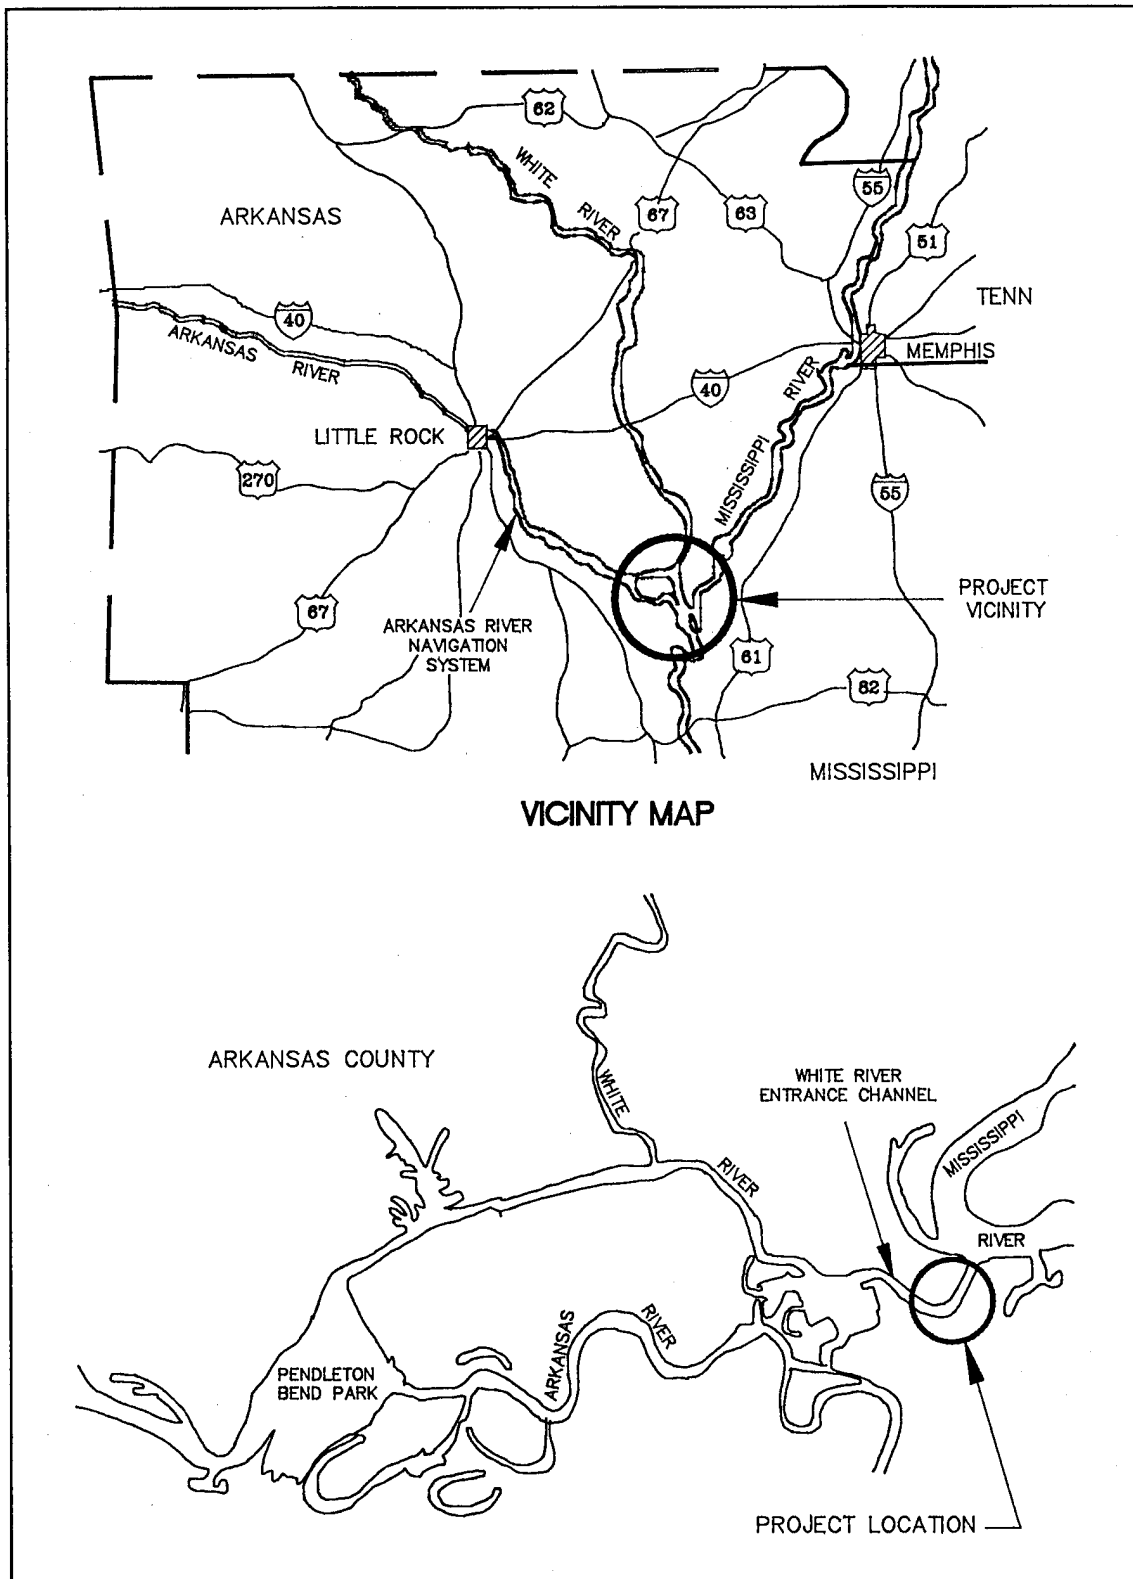 62
WHITE
RIVER
67
63
55
51
ARKANSAS
TENN
40
ARKANSAS
RIVER
MEMPHIS
RIVER
40
LITTLE ROCK
MISSISSIPPI
270
55
PROJECT
VICINITY
67
ARKANSAS RIVER
NAVIGATION
SYSTEM
61
82
MISSISSIPPI
VICINITY MAP
ARKANSAS COUNTY
WHITE
WHITE RIVER
ENTRANCE CHANNEL
MISSISSIPPI
RIVER
RIVER
ARKANSAS
RIVER
PENDLETON
BEND PARK
PROJECT LOCATION